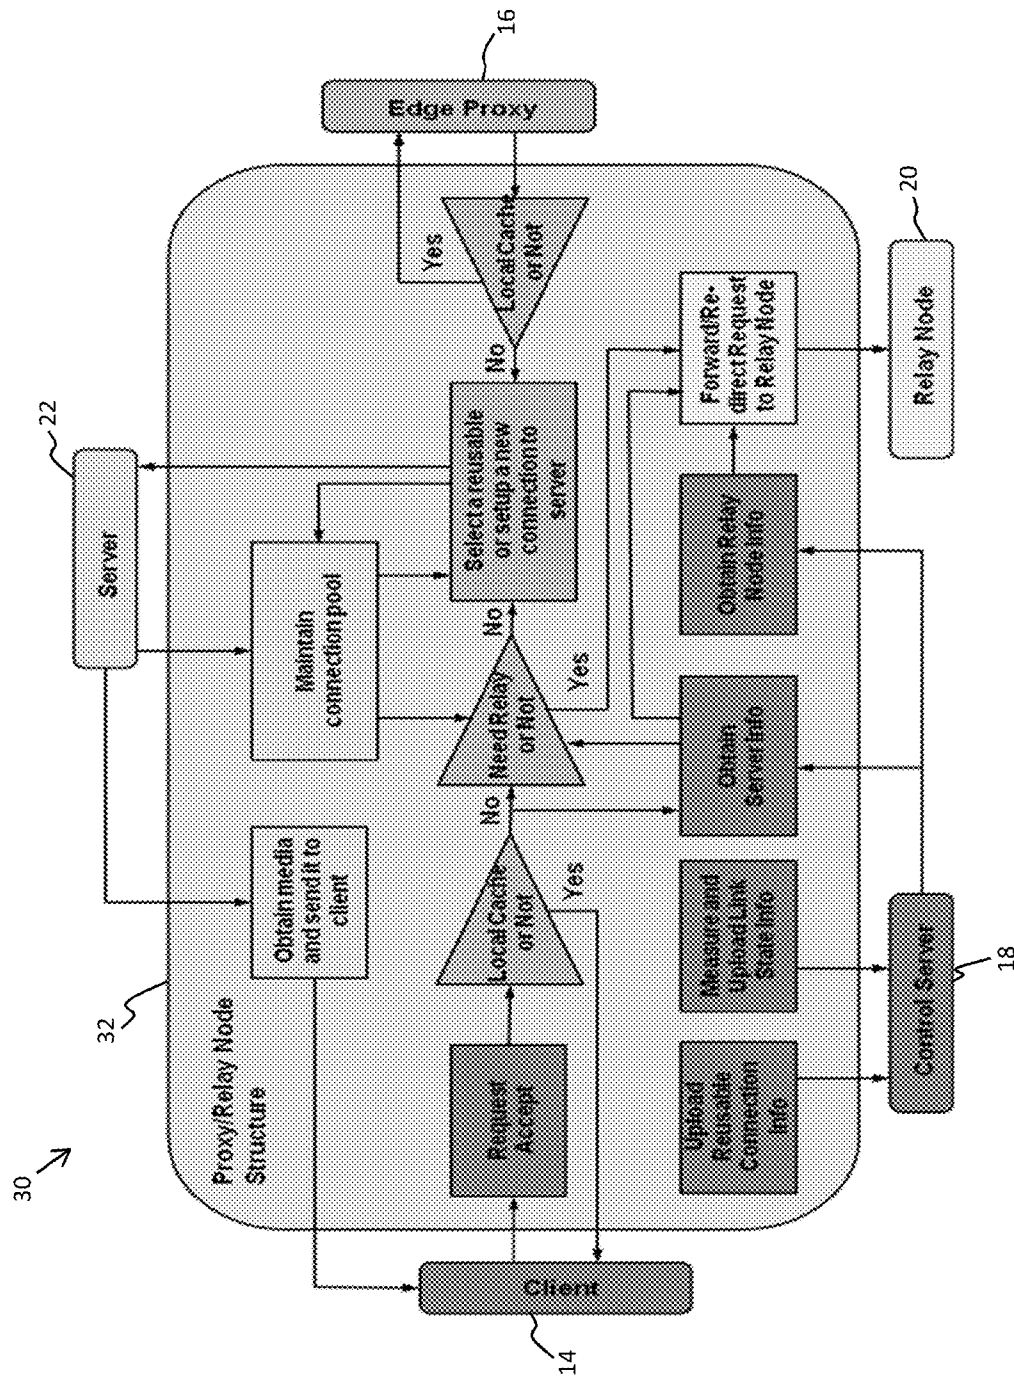 30
32
22
16
20
18
14
Server
Edge Proxy
Relay Node
Control Server
Client
Proxy/Relay Node
Structure
Obtain media
and send it to
client
Maintain
connection pool
Request
Accept
Local Cache
or Not
No
Yes
Need Relay
or Not
No
Yes
Select a reusable
or setup a new
connection to
server
No
Local Cache
or Not
Yes
Upload
Reusable
Connection
Info
Measure and
Upload Link
State Info
Obtain
Server Info
Obtain Relay
Node Info
Forward/Re-
direct Request
to Relay Node